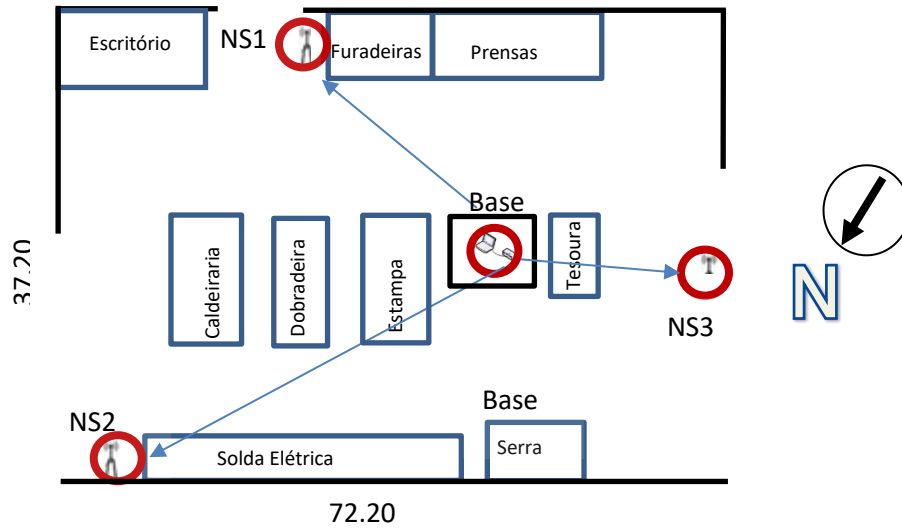 Escritório
NS1
Furadeiras
Prensas
Base
Caldeiraria
Dobradeira
Estampa
Tesoura
37.20
N
NS3
NS2
Base
Solda Elétrica
Serra
72.20